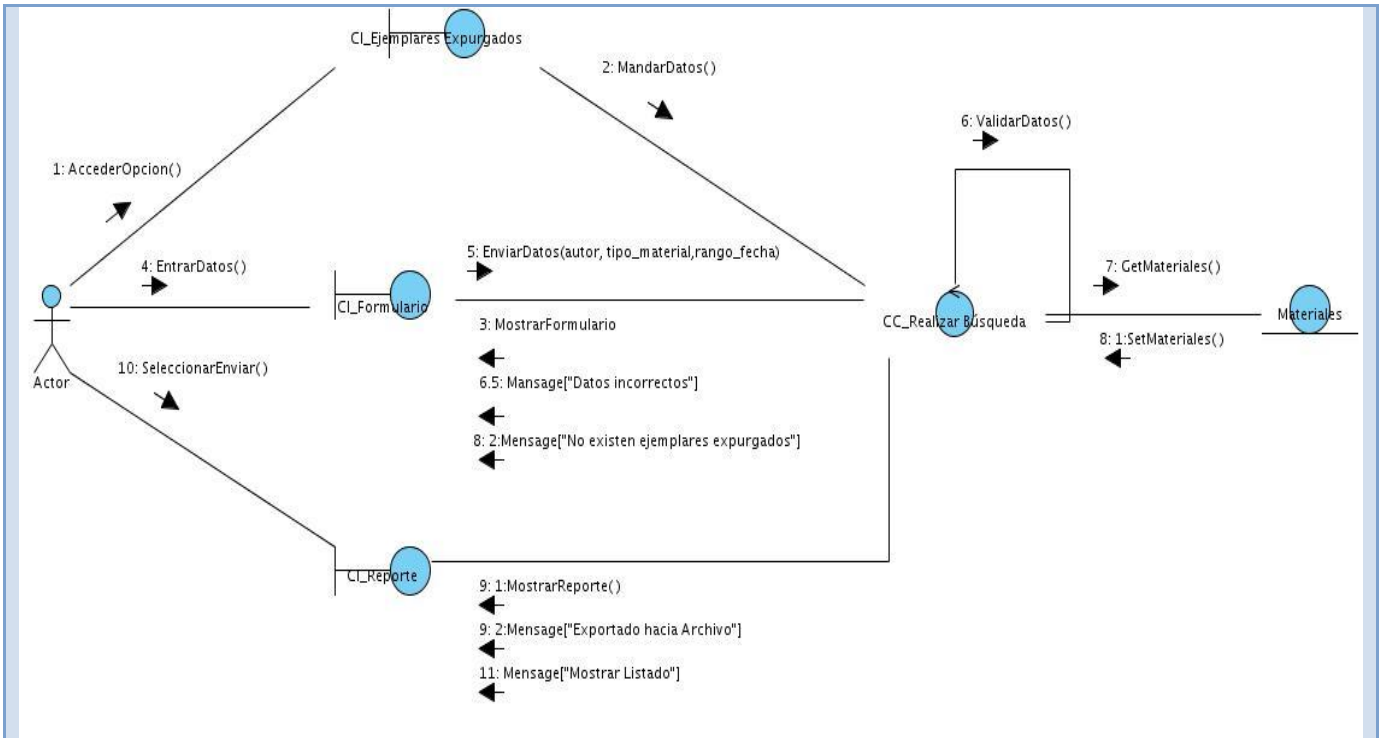 CI_Ejemplares Expurgados
2: MandarDatos()
6: ValidarDatos()
1: AccederOpcion()
4: EntrarDatos()
5: EnviarDatos(autor, tipo_material,rango_fecha)
7: GetMateriales()
CI_Formulario
CC_Realizar Búsqueda
Materiales
3: MostrarFormulario
8: 1:SetMateriales()
Actor
10: SeleccionarEnviar()
6.5: Mansage["Datos incorrectos"]
8: 2:Mensage["No existen ejemplares expurgados"]
CI_Reporte
9: 1:MostrarReporte()
9: 2:Mensage["Exportado hacia Archivo"]
11: Mensage["Mostrar Listado"]